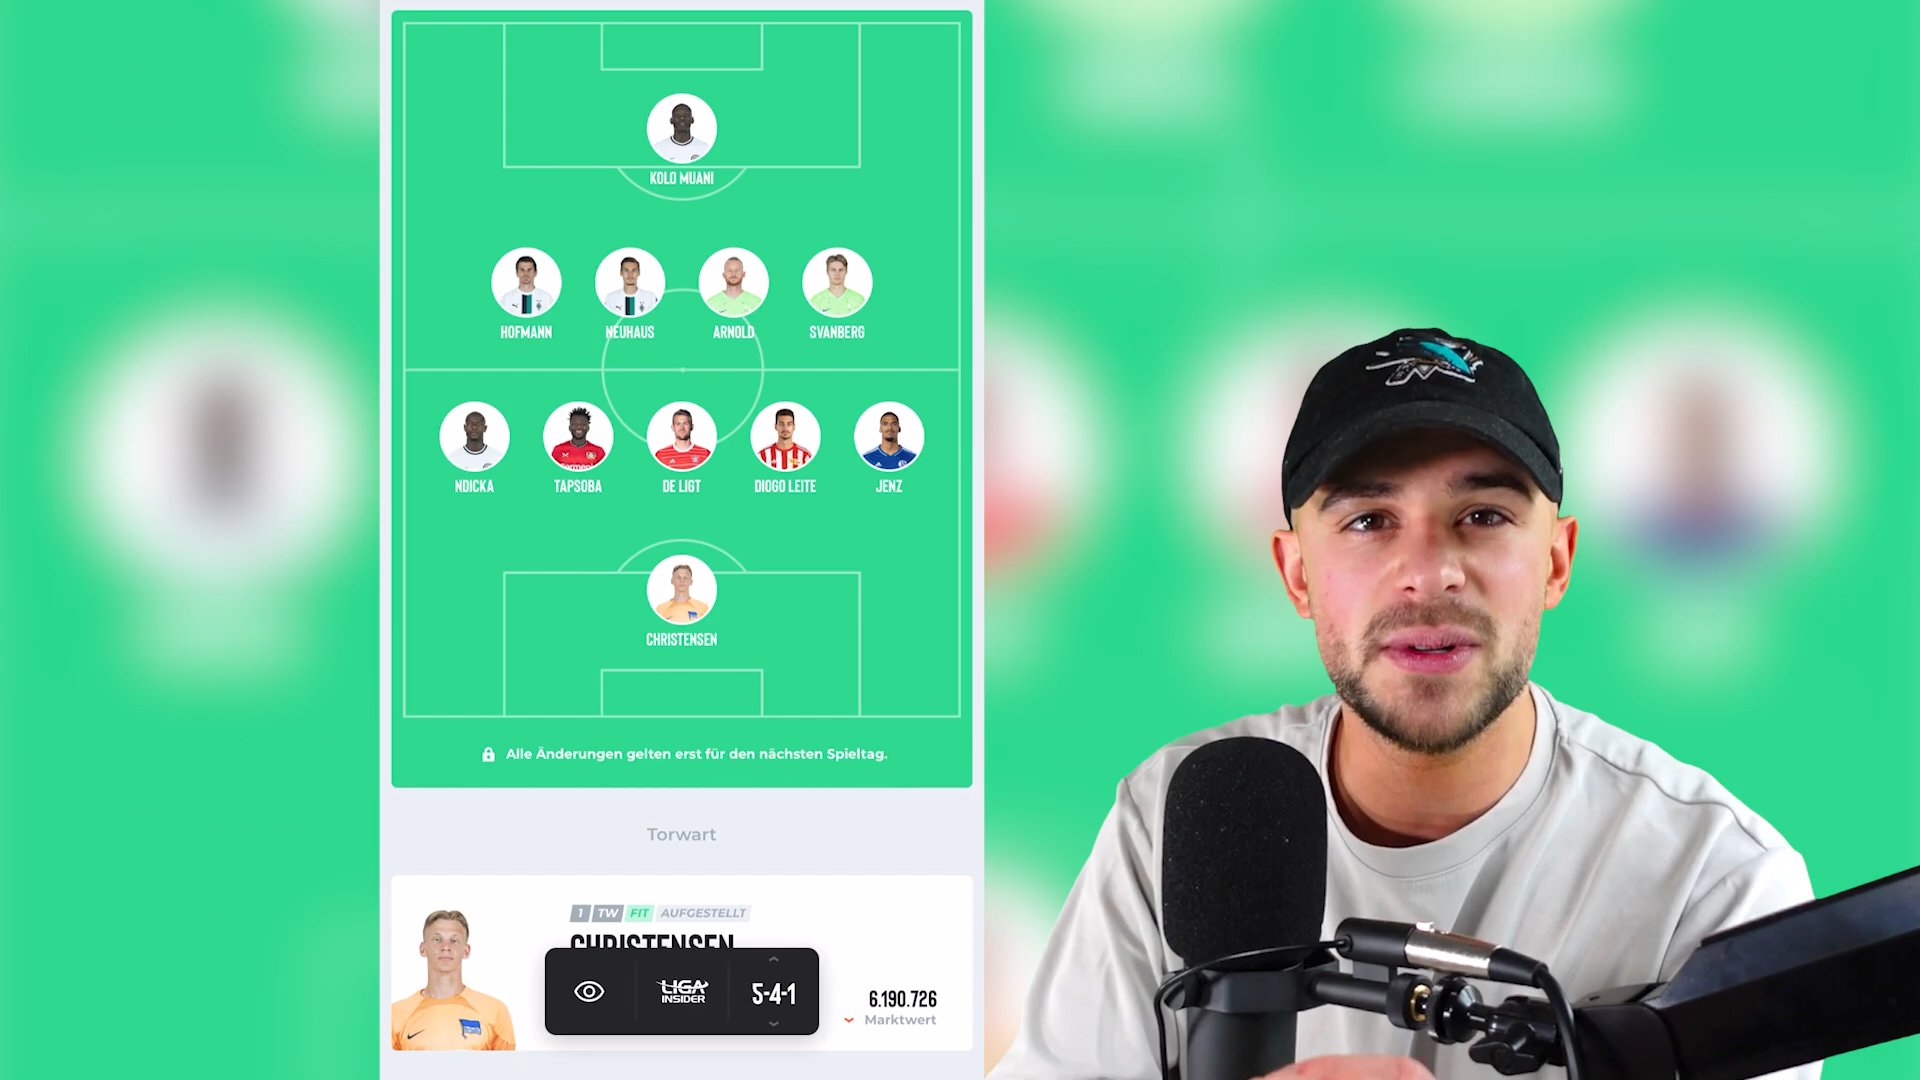 KOLO MUANI
HOFMANN NEUHAUS ARNOLD SVANBERG
NDICKA TAPSOBA DE LIGT DIOGO LEITE JENZ
CHRISTENSEN
Alle Änderungen gelten erst für den nächsten Spieltag.
Torwart
1 TW FIT AUFGESTELLT
CHRISTENSEN
LIGA
INSIDER
5-4-1
6.190.726
Marktwert